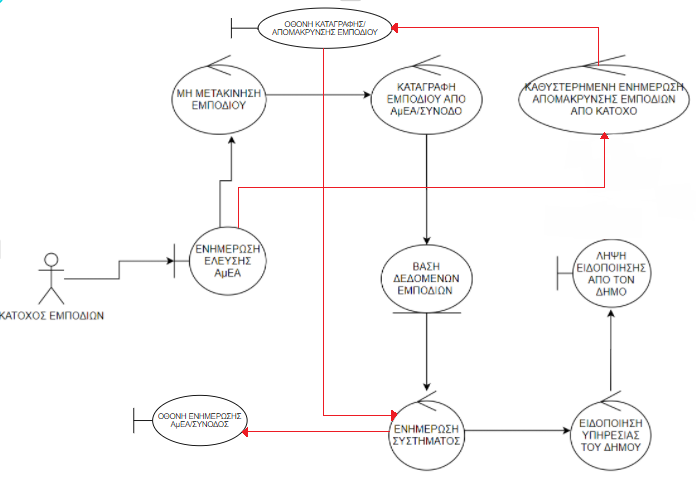 ΟΘΟΝΗ ΚΑΤΑΓΡΑΦΗΣ/
ΑΠΟΜΑΚΡΥΝΣΗΣ ΕΜΠΟΔΙΟΥ
ΜΗ ΜΕΤΑΚΙΝΗΣΗ
ΕΜΠΟΔΙΟΥ
ΚΑΤΑΓΡΑΦΗ
ΕΜΠΟΔΙΟΥ ΑΠΟ
ΑμΕΑ/ΣΥΝΟΔΟ
ΚΑΘΥΣΤΕΡΗΜΕΝΗ ΕΝΗΜΕΡΩΣΗ
ΑΠΟΜΑΚΡΥΝΣΗΣ ΕΜΠΟΔΙΩΝ
ΑΠΟ ΚΑΤΟΧΟ
ΕΝΗΜΕΡΩΣΗ
ΕΛΕΥΣΗΣ
ΑμΕΑ
ΚΑΤΟΧΟΣ ΕΜΠΟΔΙΩΝ
ΒΑΣΗ
ΔΕΔΟΜΕΝΩΝ
ΕΜΠΟΔΙΩΝ
ΛΗΨΗ
ΕΙΔΟΠΟΙΗΣΗΣ
ΑΠΟ ΤΟΝ
ΔΗΜΟ
ΟΘΟΝΗ ΕΝΗΜΕΡΩΣΗΣ
ΑμΕΑ/ΣΥΝΟΔΟΣ
ΕΝΗΜΕΡΩΣΗ
ΣΥΣΤΗΜΑΤΟΣ
ΕΙΔΟΠΟΙΗΣΗ
ΥΠΗΡΕΣΙΑΣ
ΤΟΥ ΔΗΜΟΥ